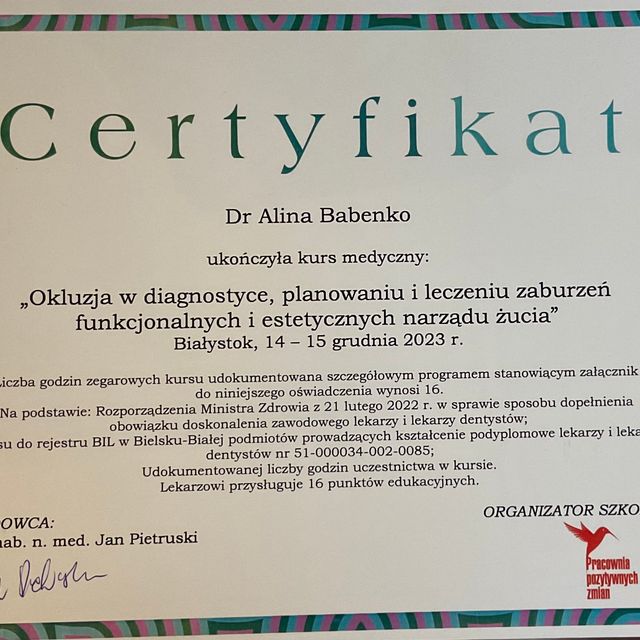 Certyfikat
Dr Alina Babenko
ukończyła kurs medyczny:
„Okluzja w diagnostyce, planowaniu i leczeniu zaburzeń
funkcjonalnych i estetycznych narządu żucia”
Białystok, 14 – 15 grudnia 2023 r.
Liczba godzin zegarowych kursu udokumentowana szczegółowym programem stanowiącym załącznik
do niniejszego oświadczenia wynosi 16.
Na podstawie: Rozporządzenia Ministra Zdrowia z 21 lutego 2022 r. w sprawie sposobu dopełnienia
obowiązku doskonalenia zawodowego lekarzy i lekarzy dentystów;
su do rejestru BIL w Bielsku-Białej podmiotów prowadzących kształcenie podyplomowe lekarzy i leka
dentystów nr 51-000034-002-0085;
Udokumentowanej liczby godzin uczestnictwa w kursie.
Lekarzowi przysługuje 16 punktów edukacyjnych.
OWCA:
ORGANIZATOR SZKO
hab. n. med. Jan Pietruski
Pracownia
pozytywnych
zmian